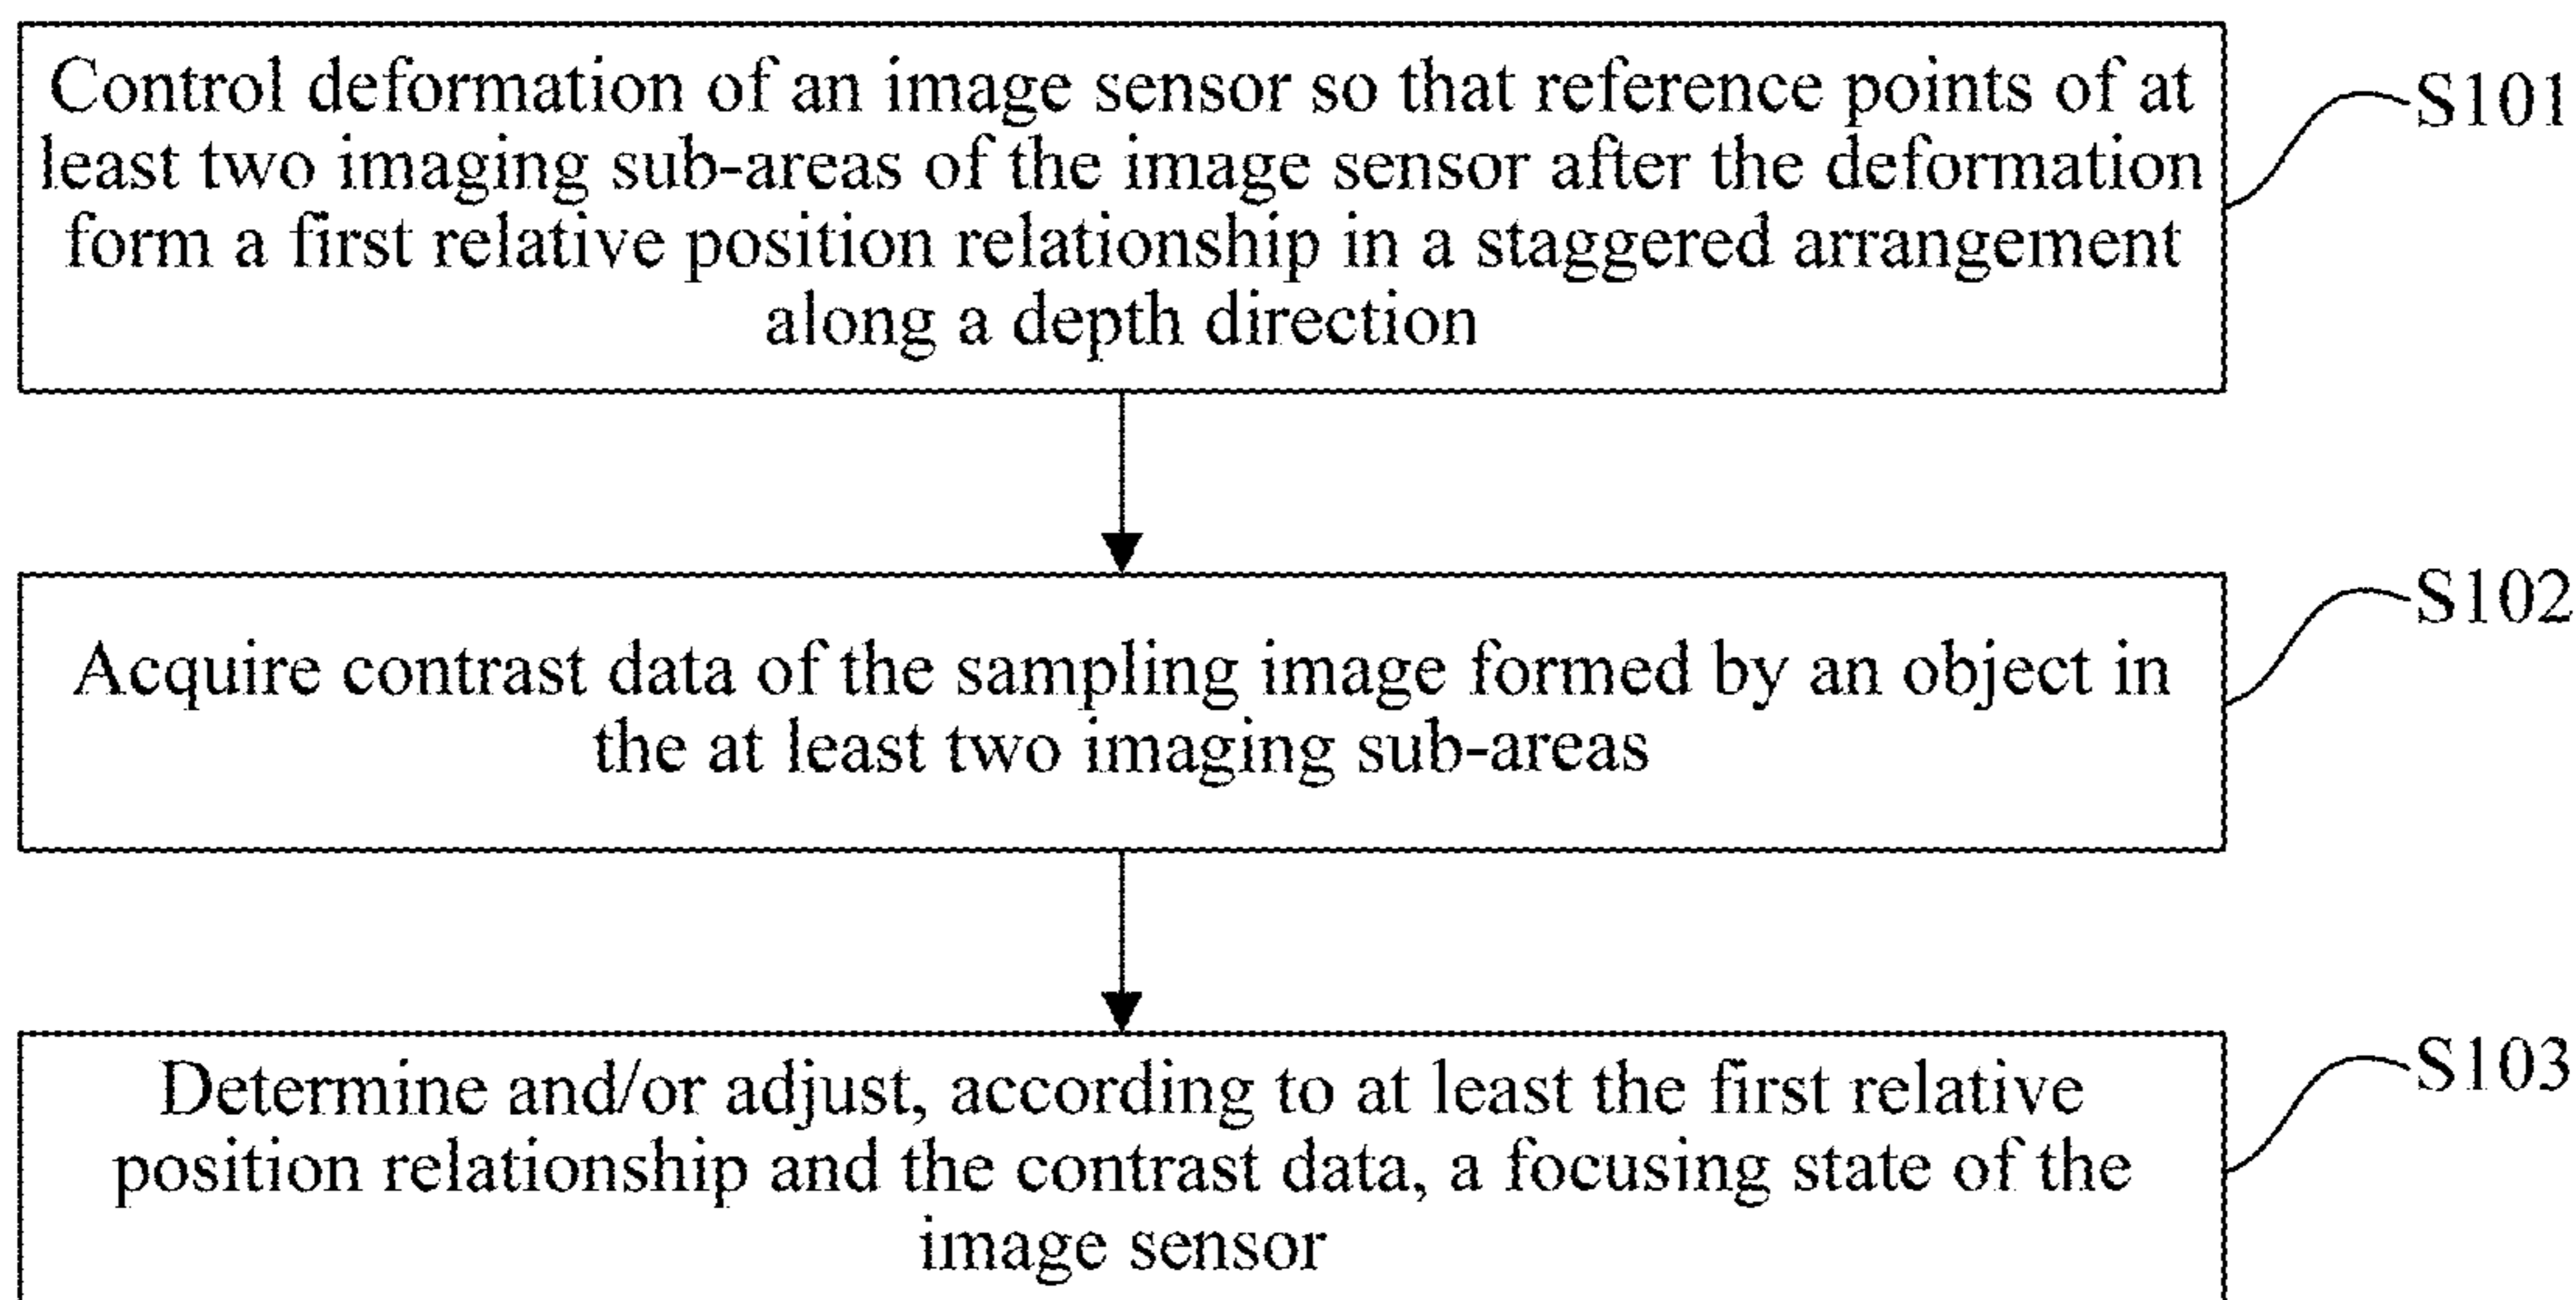 Control deformation of an image sensor so that reference points of at
least two imaging sub-areas of the image sensor after the deformation
form a first relative position relationship in a staggered arrangement
along a depth direction
S101
Acquire contrast data of the sampling image formed by an object in
the at least two imaging sub-areas
S102
Determine and/or adjust, according to at least the first relative
position relationship and the contrast data, a focusing state of the
image sensor
S103